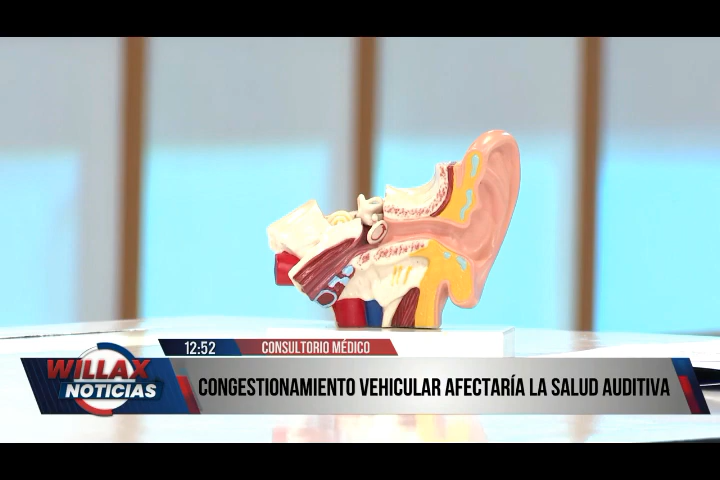 12:52
CONSULTORIO MÉDICO
WILLAX
NOTICIAS
CONGESTIONAMIENTO VEHICULAR AFECTARÍA LA SALUD AUDITIVA